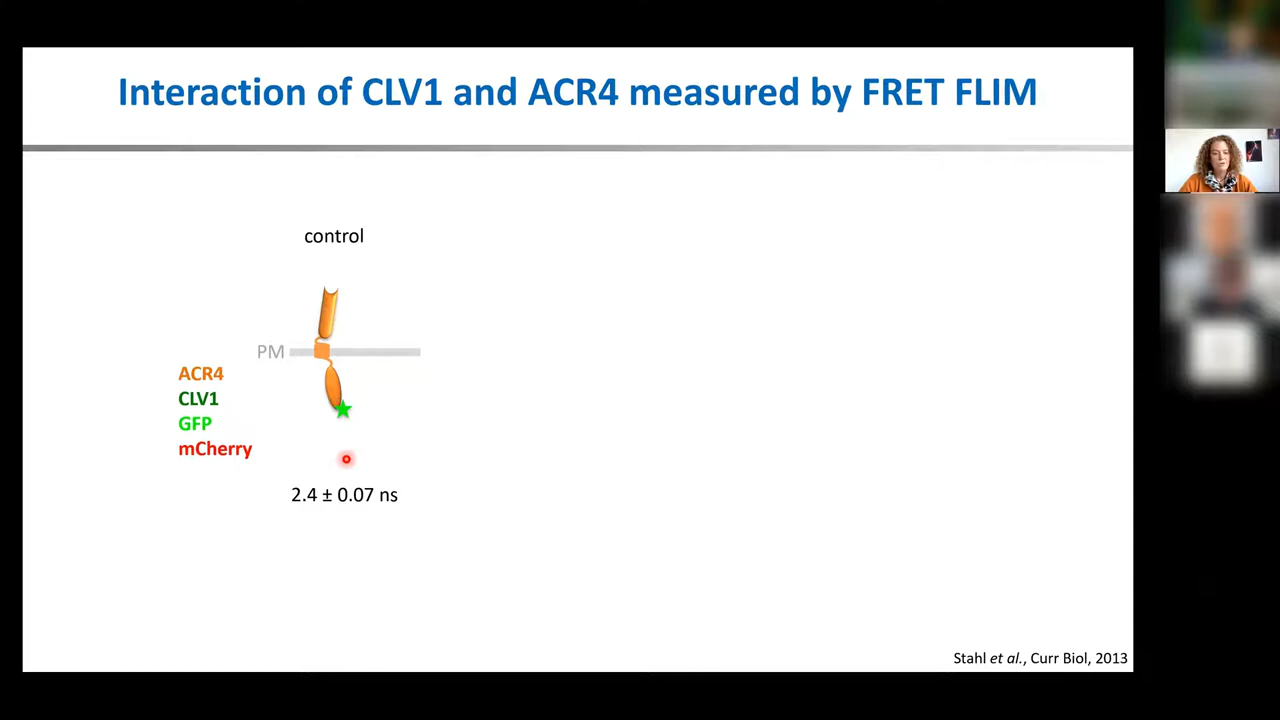 Interaction of CLV1 and ACR4 measured by FRET FLIM
control
PM
ACR4
CLV1
GFP
mCherry
2.4 ± 0.07 ns
Stahl et al., Curr Biol, 2013